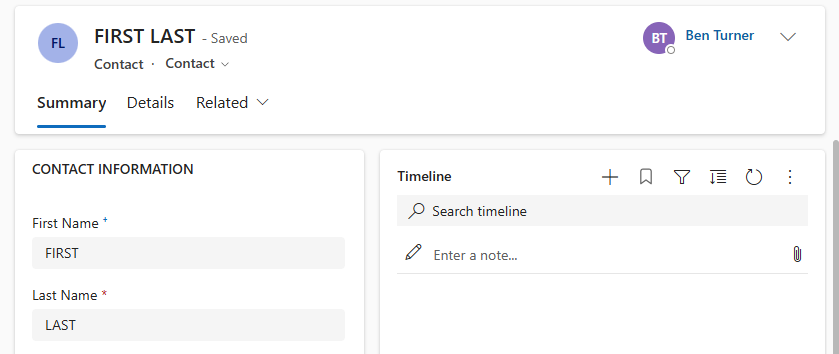 FL FIRST LAST - Saved BT Ben Turner
Contact · Contact
Summary Details Related
CONTACT INFORMATION
First Name +
FIRST
Last Name *
LAST
Timeline
Search timeline
Enter a note...